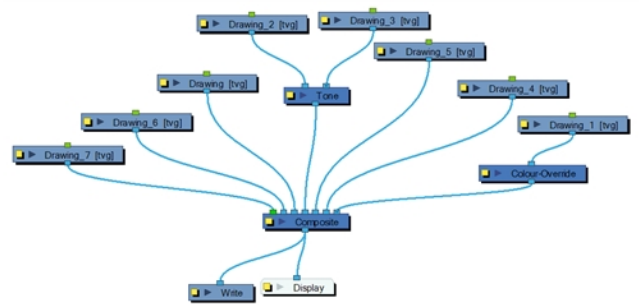 Drawing_2 [tvg]
Drawing_3 [tvg]
Drawing_5 [tvg]
Drawing [tvg]
Tone
Drawing_4 [tvg]
Drawing_6 [tvg]
Drawing_1 [tvg]
Drawing_7 [tvg]
Colour-Override
Composite
Write
Display